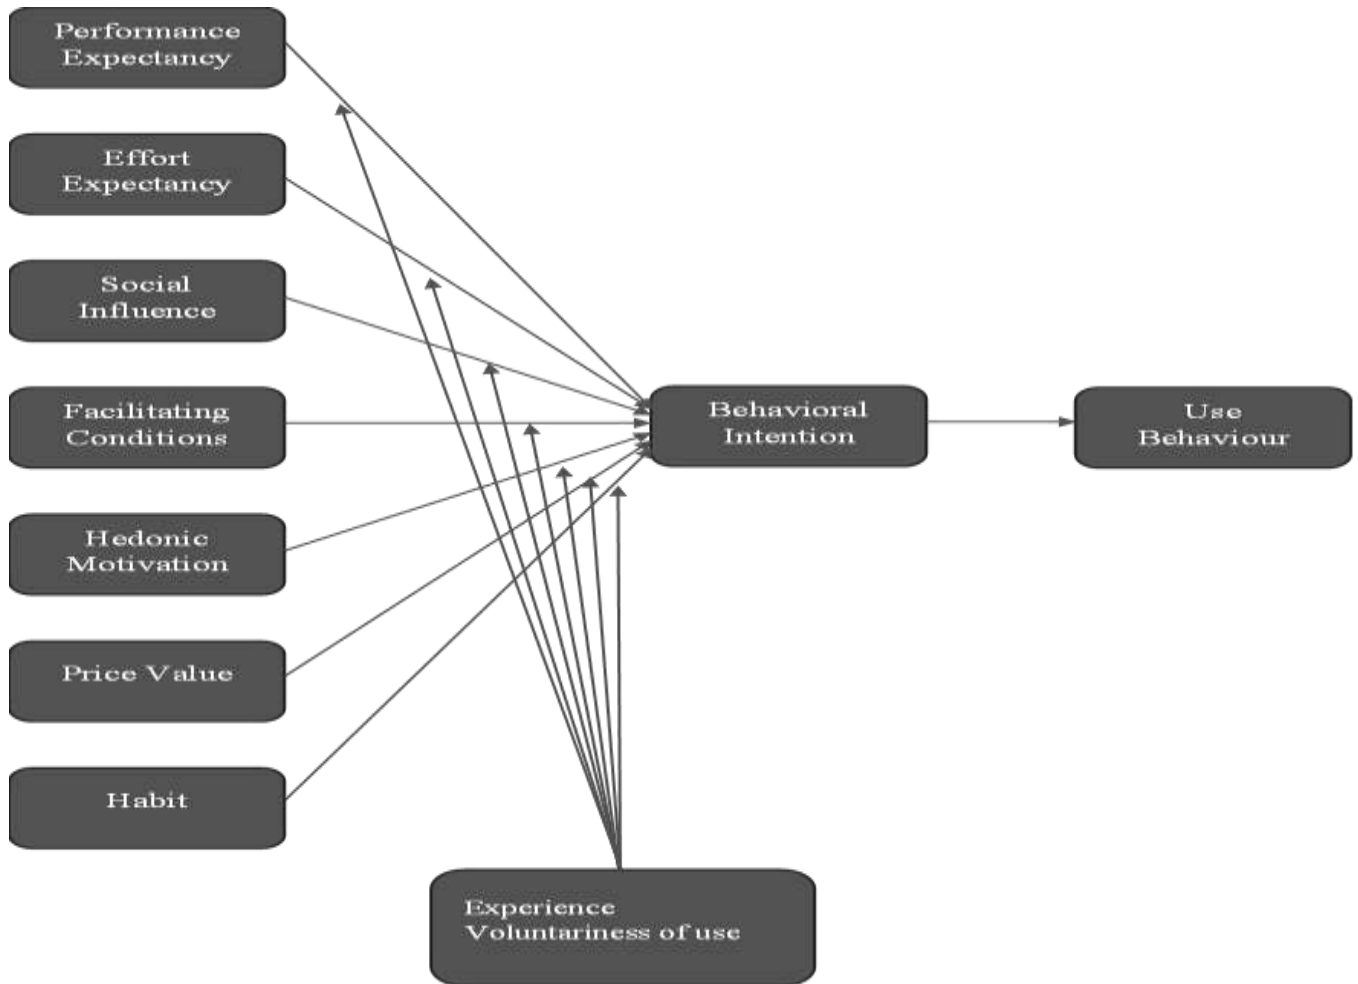 Performance
Expectancy
Effort
Expectancy
Social
Influence
Facilitating
Conditions
Hedonic
Motivation
Price Value
Habit
Behavioral
Intention
Use
Behaviour
Experience
Voluntariness of use